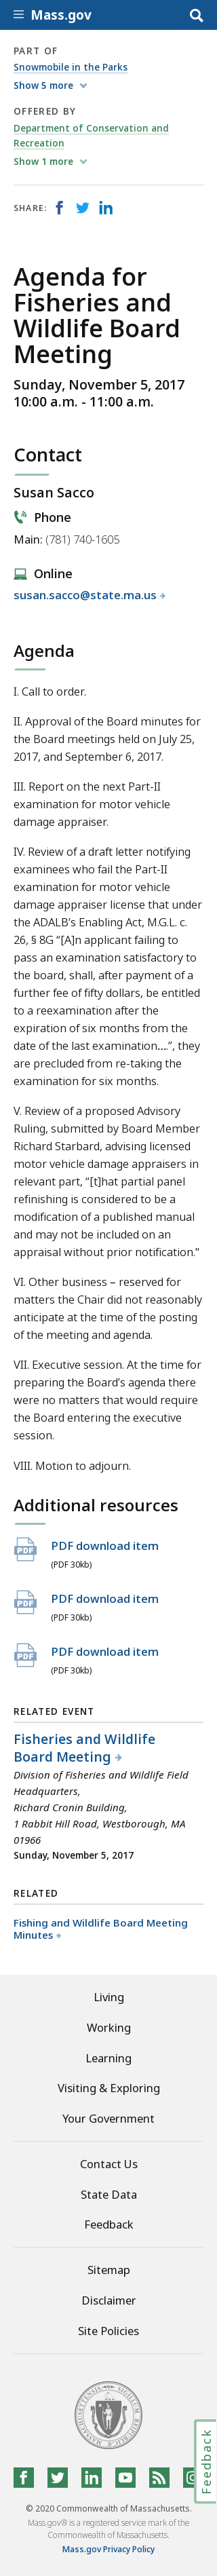 Mass.gov
PART OF
Snowmobile in the Parks
Show 5 more
OFFERED BY
Department of Conservation and
Recreation
Show 1 more
SHARE:
Agenda for
Fisheries and
Wildlife Board
Meeting
Sunday, November 5, 2017
10:00 a.m. - 11:00 a.m.
Contact
Susan Sacco
Phone
Main: (781) 740-1605
Online
susan.sacco@state.ma.us
Agenda
I. Call to order.
II. Approval of the Board minutes for
the Board meetings held on July 25,
2017, and September 6, 2017.
III. Report on the next Part-II
examination for motor vehicle
damage appraiser.
IV. Review of a draft letter notifying
examinees who fail the Part-II
examination for motor vehicle
damage appraiser license that under
the ADALB’s Enabling Act, M.G.L. c.
26, § 8G “[A]n applicant failing to
pass an examination satisfactory to
the board, shall, after payment of a
further fee of fifty dollars, be entitled
to a reexamination after the
expiration of six months from the
date of the last examination….”, they
are precluded from re-taking the
examination for six months.
V. Review of a proposed Advisory
Ruling, submitted by Board Member
Richard Starbard, advising licensed
motor vehicle damage appraisers in
relevant part, “[t]hat partial panel
refinishing is considered to be a
modification of a published manual
and may not be included on an
appraisal without prior notification."
VI. Other business – reserved for
matters the Chair did not reasonably
anticipate at the time of the posting
of the meeting and agenda.
VII. Executive session. At the time for
preparing the Board’s agenda there
were no matters that would require
the Board entering the executive
session.
VIII. Motion to adjourn.
Additional resources
PDF
PDF download item
(PDF 30kb)
PDF
PDF download item
(PDF 30kb)
PDF
PDF download item
(PDF 30kb)
RELATED EVENT
Fisheries and Wildlife
Board Meeting
Division of Fisheries and Wildlife Field
Headquarters,
Richard Cronin Building,
1 Rabbit Hill Road, Westborough, MA
01966
Sunday, November 5, 2017
RELATED
Fishing and Wildlife Board Meeting
Minutes
Living
Working
Learning
Visiting & Exploring
Your Government
Contact Us
State Data
Feedback
Sitemap
Disclaimer
Site Policies
Feedback
© 2020 Commonwealth of Massachusetts.
Mass.gov® is a registered service mark of the
Commonwealth of Massachusetts.
Mass.gov Privacy Policy